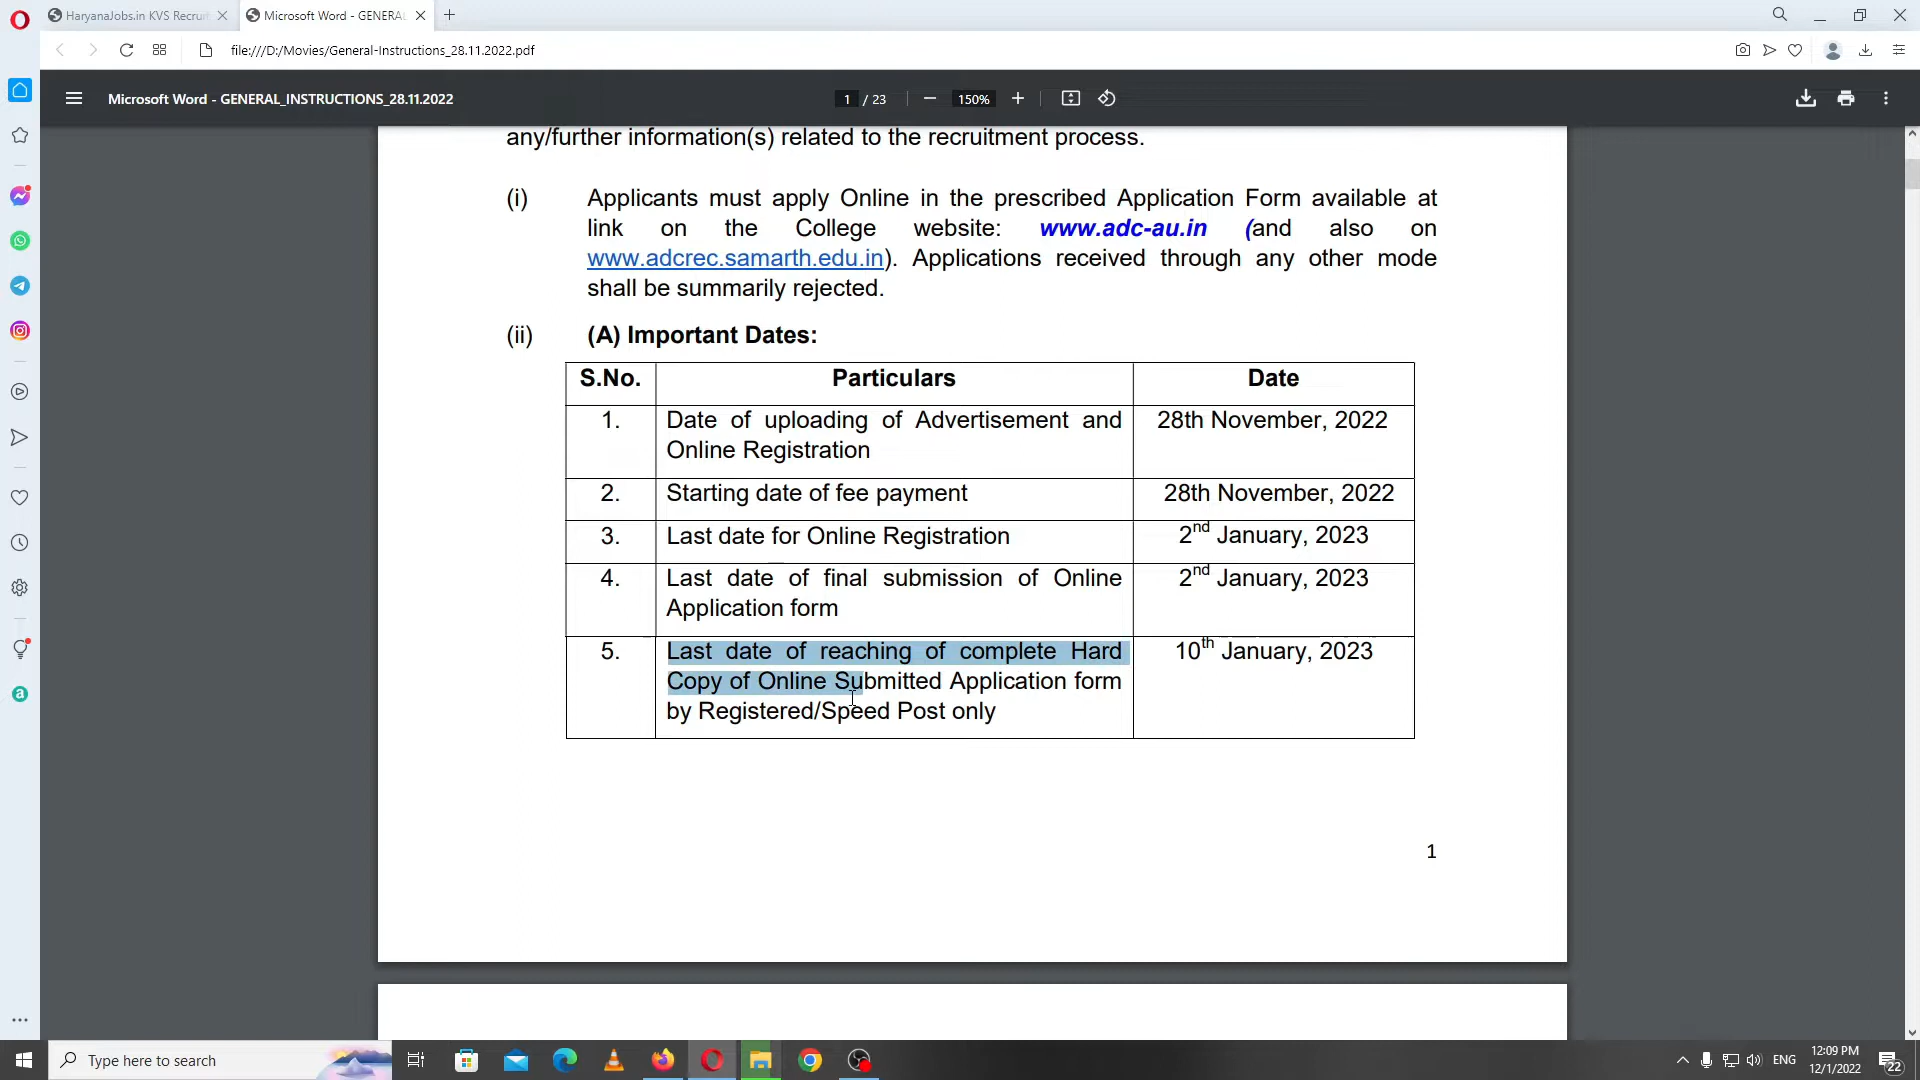 HaryanaJobs.in KVS Recruit
Microsoft Word - GENERAL
file:///D:/Movies/General-Instructions_28.11.2022.pdf
Microsoft Word - GENERAL_INSTRUCTIONS_28.11.2022
1 / 23
150%
any/further information(s) related to the recruitment process.
(i) Applicants must apply Online in the prescribed Application Form available at
link on the College website: www.adc-au.in (and also on
www.adcrec.samarth.edu.in). Applications received through any other mode
shall be summarily rejected.
(ii) (A) Important Dates:
S.No. Particulars Date
1. Date of uploading of Advertisement and 28th November, 2022
Online Registration
2. Starting date of fee payment 28th November, 2022
3. Last date for Online Registration 2nd January, 2023
4. Last date of final submission of Online 2nd January, 2023
Application form
5. Last date of reaching of complete Hard 10th January, 2023
Copy of Online Submitted Application form
by Registered/Speed Post only
1
Type here to search
ENG
12:09 PM
12/1/2022
22